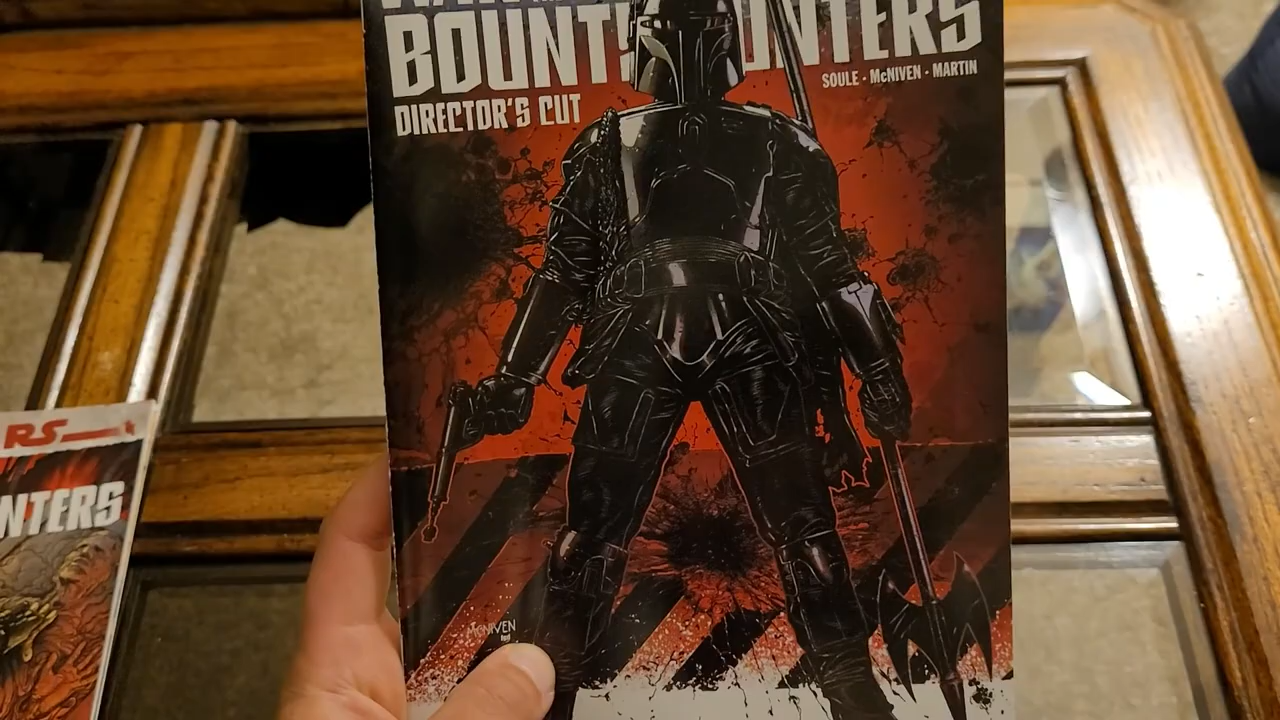 BOUNTY HUNTERS
DIRECTOR'S CUT
SOULE · McNIVEN · MARTIN
McNIVEN
RS
NTERS